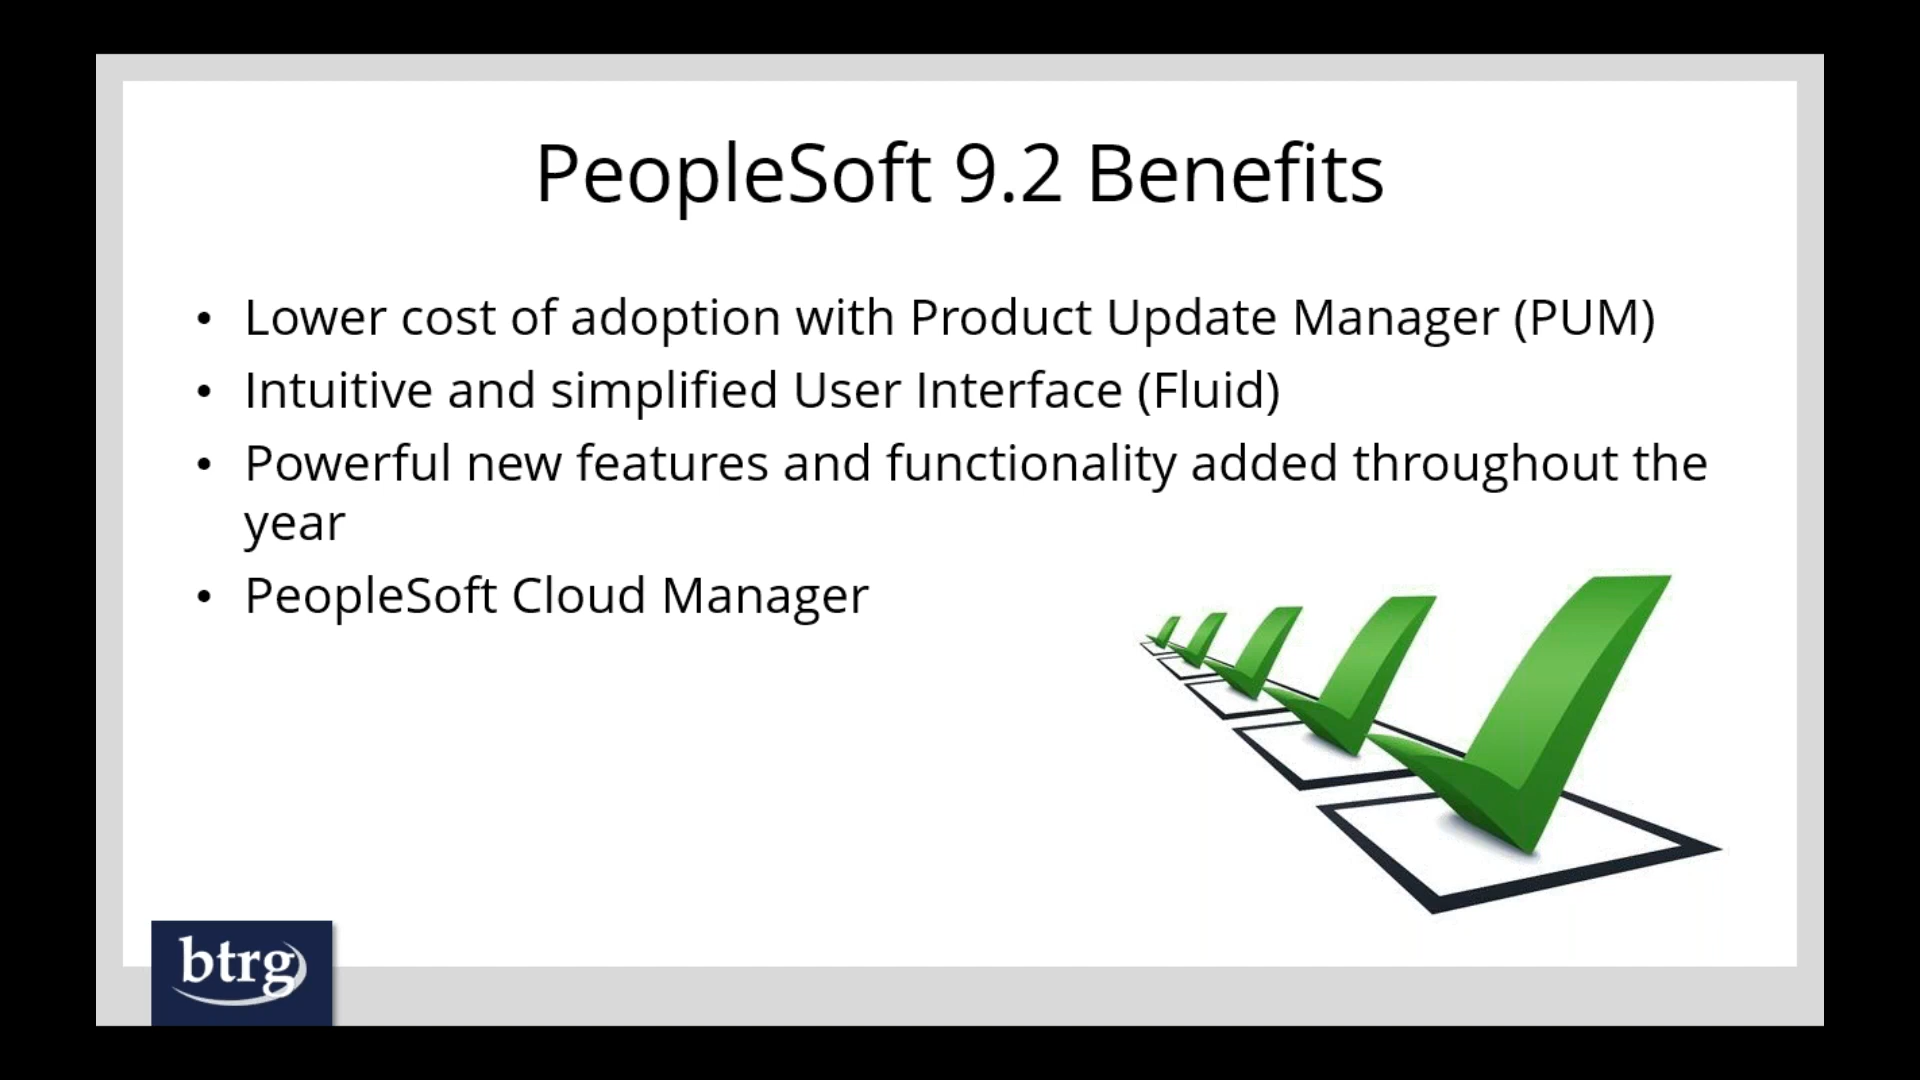 PeopleSoft 9.2 Benefits
• Lower cost of adoption with Product Update Manager (PUM)
• Intuitive and simplified User Interface (Fluid)
• Powerful new features and functionality added throughout the
year
• PeopleSoft Cloud Manager
btrg